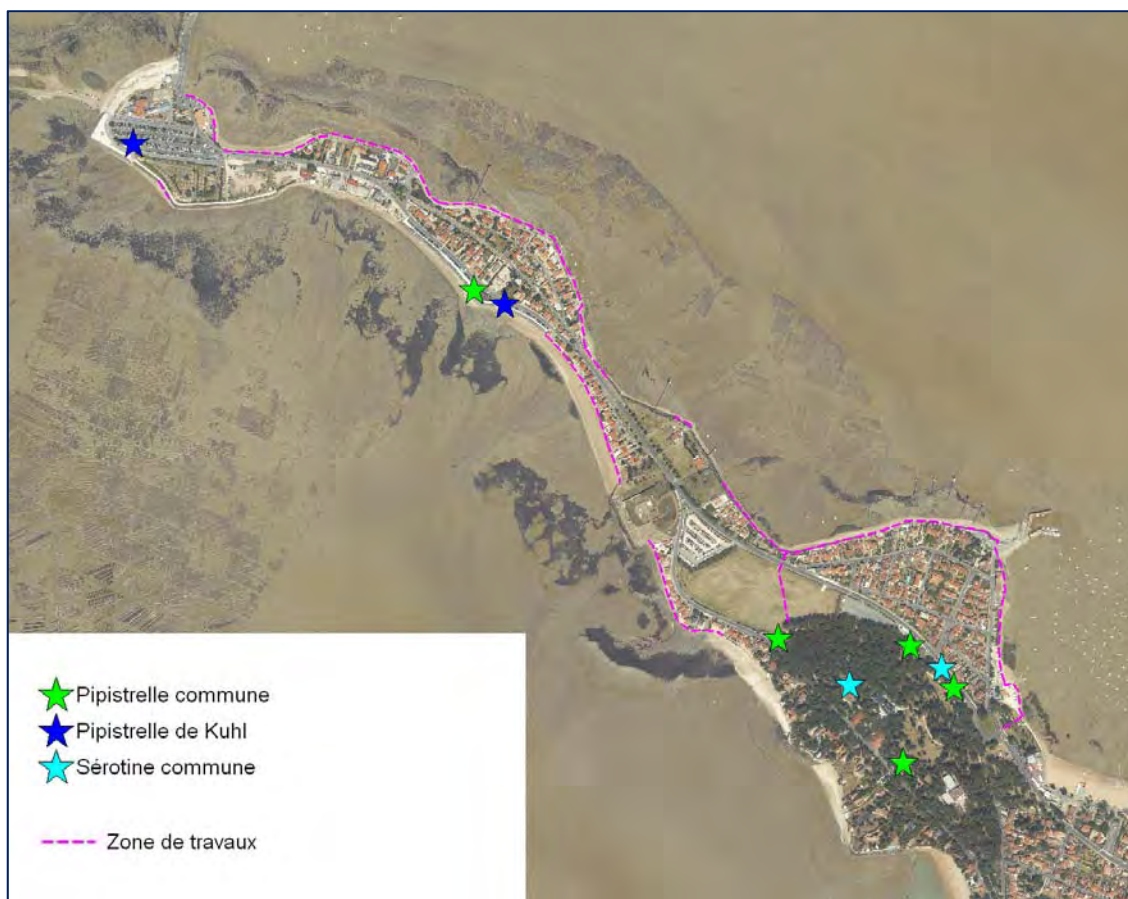 Pipistrelle commune
Pipistrelle de Kuhl
Sérotine commune
Zone de travaux